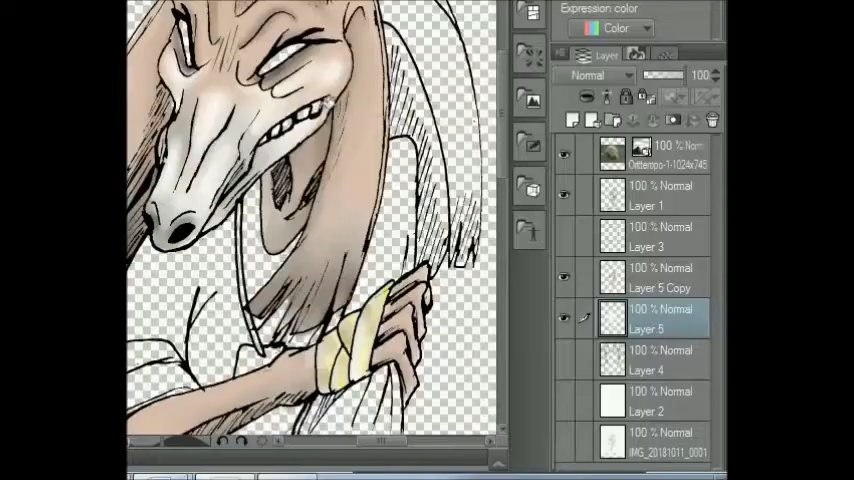 Expression color
Color
Layer
Normal 100
100 % Norm
Oritteropo-1-1024x745
100 % Normal
Layer 1
100 % Normal
Layer 3
100 % Normal
Layer 5 Copy
100 % Normal
Layer 5
100 % Normal
Layer 4
100 % Normal
Layer 2
100 % Normal
IMG_20181011_0001